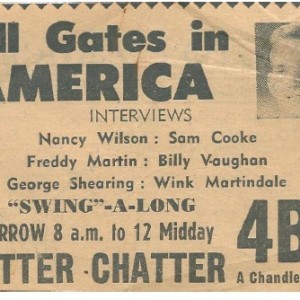 ll Gates in
AMERICA
INTERVIEWS
Nancy Wilson : Sam Cooke
Freddy Martin : Billy Vaughan
George Shearing : Wink Martindale
"SWING"-A-LONG
RROW 8 a.m. to 12 Midday
4B
TTER CHATTER
A Chandle